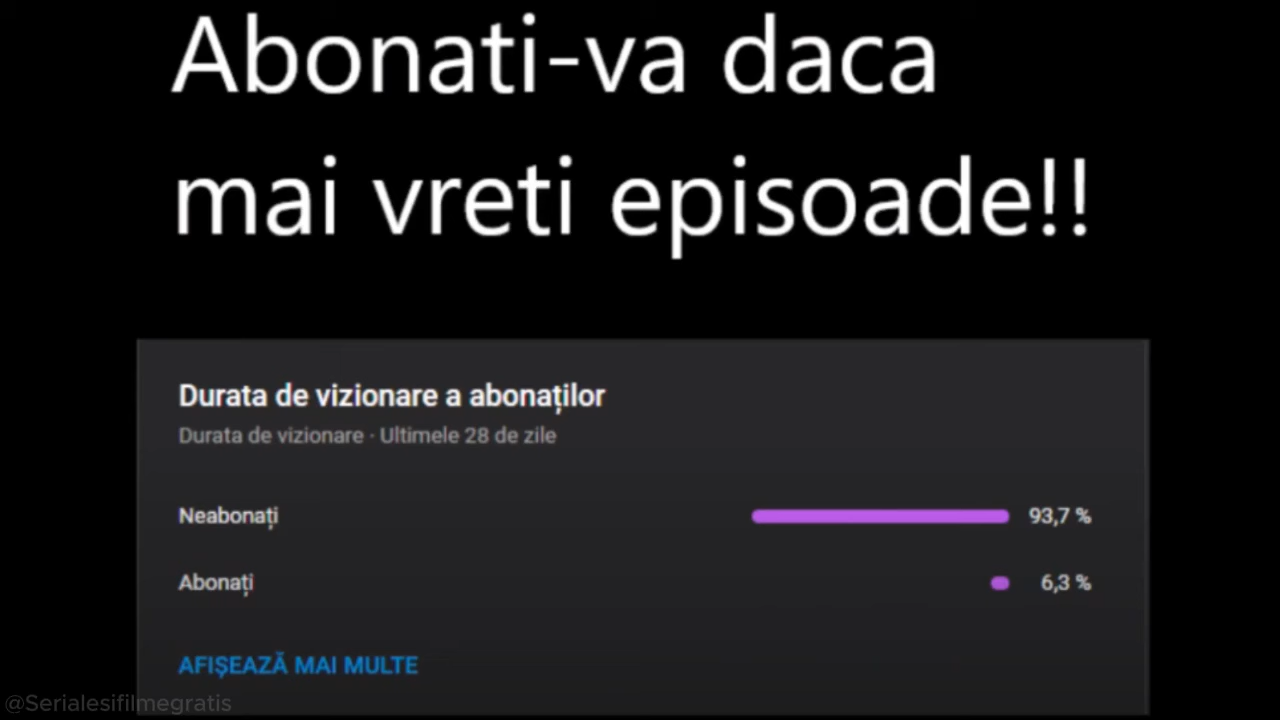 Abonati-va daca
mai vreti episoade!!
Durata de vizionare a abonaților
Durata de vizionare · Ultimele 28 de zile
Neabonați 93,7 %
Abonați 6,3 %
AFIȘEAZĂ MAI MULTE
@Serialesifilmegratis